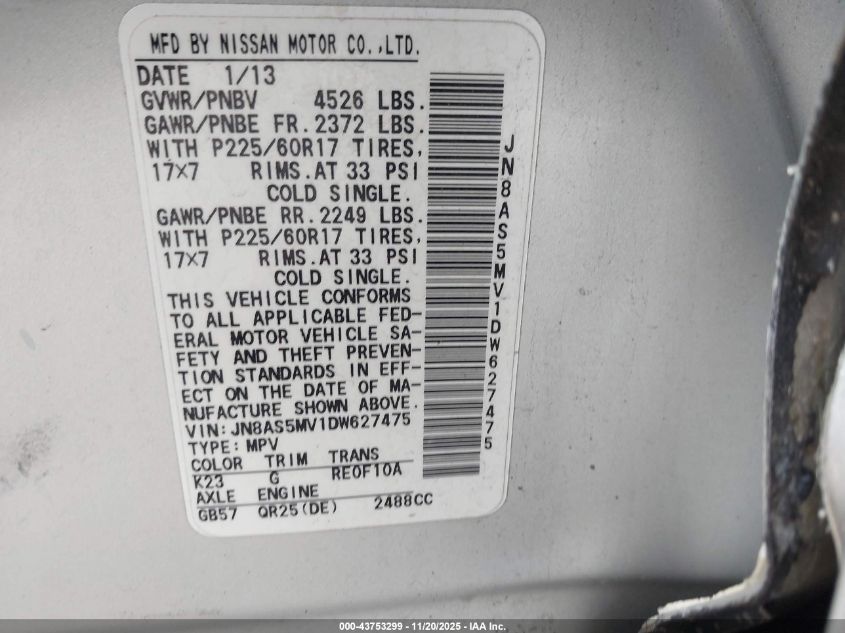 MFD BY NISSAN MOTOR CO.,LTD.
DATE 1/13
GVWR/PNBV 4526 LBS.
GAWR/PNBE FR.2372 LBS.
WITH P225/60R17 TIRES,
17×7 RIMS.AT 33 PSI
COLD SINGLE.
GAWR/PNBE RR.2249 LBS.
WITH P225/60R17 TIRES,
17×7 RIMS.AT 33 PSI
COLD SINGLE.
THIS VEHICLE CONFORMS
TO ALL APPLICABLE FED-
ERAL MOTOR VEHICLE SA-
FETY AND THEFT PREVEN-
TION STANDARDS IN EFF-
ECT ON THE DATE OF MA-
NUFACTURE SHOWN ABOVE.
VIN:JN8AS5MV1DW627475
TYPE:MPV
COLOR TRIM TRANS
K23 G RE0F10A
AXLE ENGINE
GB57 QR25(DE) 2488CC
JN8AS5MV1DW627475
000-43753299 - 11/20/2025 - IAA Inc.